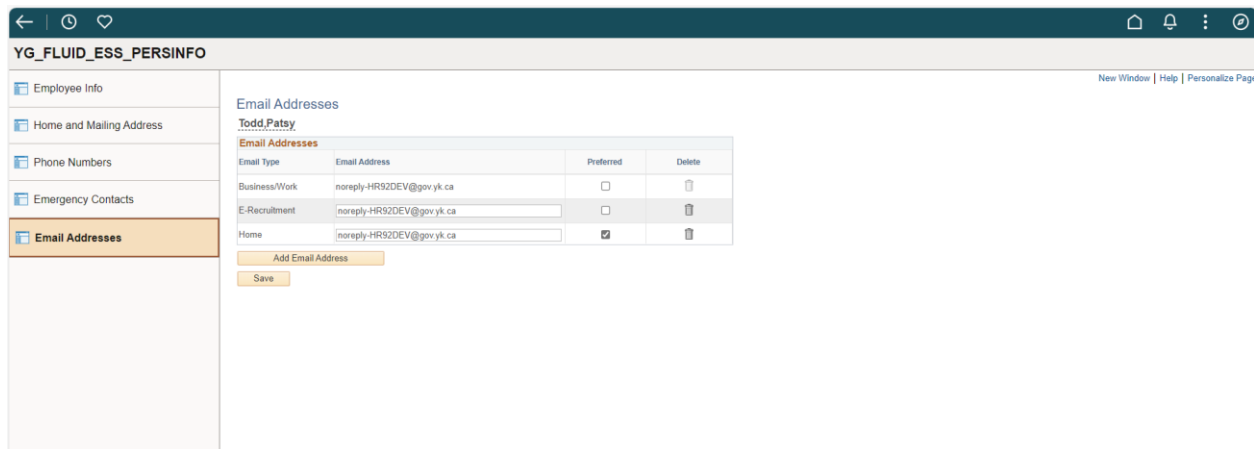 YG_FLUID_ESS_PERSINFO
New Window | Help | Personalize Page
Employee Info
Home and Mailing Address
Phone Numbers
Emergency Contacts
Email Addresses
Email Addresses
Todd,Patsy
Email Addresses
Email Type Email Address Preferred Delete
Business/Work noreply-HR92DEV@gov.yk.ca
E-Recruitment noreply-HR92DEV@gov.yk.ca
Home noreply-HR92DEV@gov.yk.ca
Add Email Address
Save